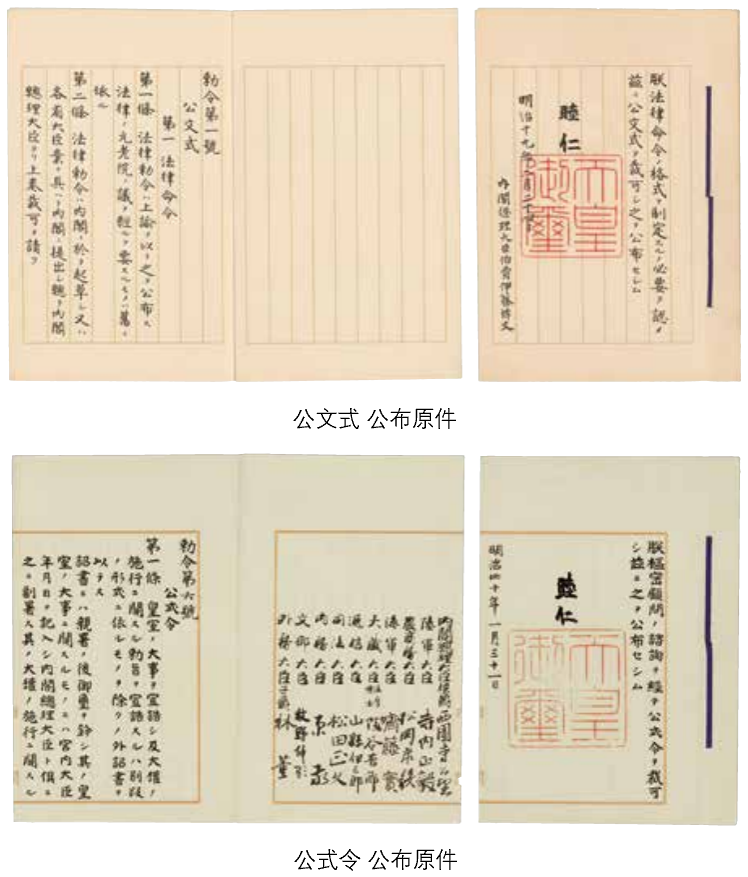 朕法律命令ノ格式ヲ制定スルノ必要ヲ認メ
茲ニ公文式ヲ裁可シ之ヲ公布セシム
睦仁
天皇御璽
明治十九年二月二十四日
内閣總理大臣伯爵伊藤博文
勅令第一號
公文式
第一 法律命令
第一條 法律勅令ハ上諭ヲ以テ之ヲ公布ス
法律ノ元老院ノ議ヲ經ルヲ要スルモノハ舊ニ
依ル
第二條 法律勅令ハ内閣ニ於テ起草シ又ハ
各省大臣案ヲ具ヘテ内閣ニ提出シ總テ内閣
總理大臣ヨリ上奏裁可ヲ請フ
公文式 公布原件
朕樞密顧問ノ諮詢ヲ經テ公式令ヲ裁可
シ茲ニ之ヲ公布セシム
睦仁
天皇御璽
明治四十年一月三十一日
内閣總理大臣侯爵西園寺公望
陸軍大臣 寺内正毅
農商務大臣 松岡康毅
海軍大臣 齋藤實
大藏大臣 阪谷芳郎
遞信大臣 山縣伊三郎
司法大臣 松田正久
内務大臣 原敬
文部大臣 牧野伸顯
外務大臣子爵林董
勅令第六號
公式令
第一條 皇室ノ大事ヲ宣誥シ及大權ノ
施行ニ關スル勅旨ヲ宣誥スルハ別段
ノ形式ニ依ルモノヲ除クノ外詔書ヲ
以テス
詔書ニハ親署ノ後御璽ヲ鈐シ其ノ皇
室ノ大事ニ關スルモノニハ宮内大臣
年月日ヲ記入シ内閣總理大臣ト倶ニ
之ニ副署ス其ノ大權ノ施行ニ關スル
公式令 公布原件